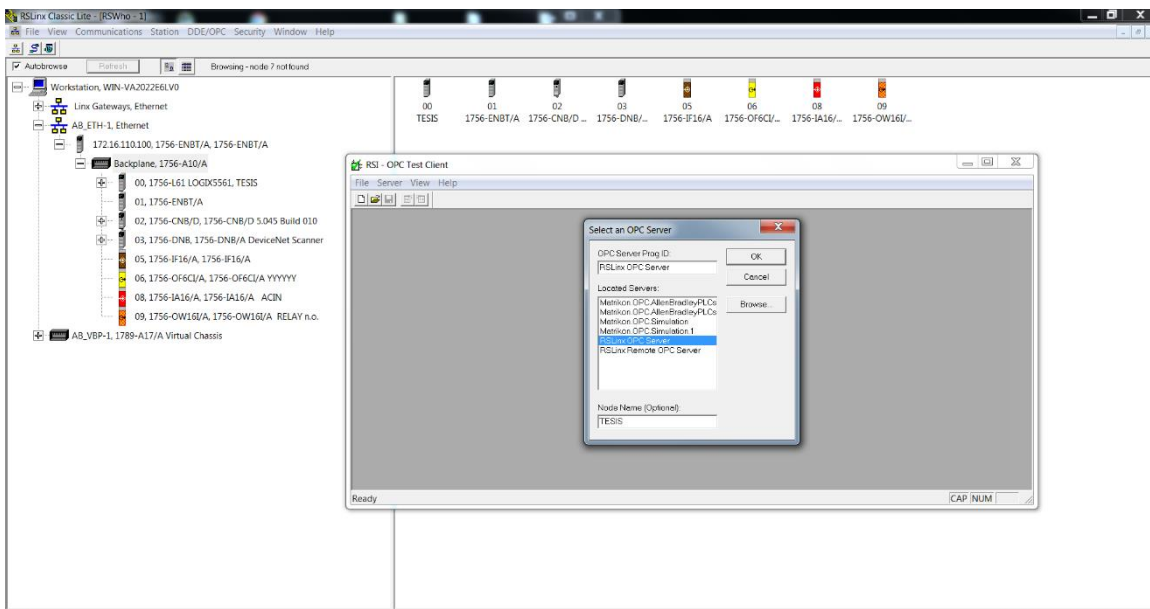 RSLinx Classic Lite - [RSWho - 1]
File View Communications Station DDE/OPC Security Window Help
Autobrowse Refresh Browsing - node 7 not found
Workstation, WIN-VA2022E6LV0
Linx Gateways, Ethernet
AB_ETH-1, Ethernet
172.16.110.100, 1756-ENBT/A, 1756-ENBT/A
Backplane, 1756-A10/A
00, 1756-L61 LOGIX5561, TESIS
01, 1756-ENBT/A
02, 1756-CNB/D, 1756-CNB/D 5.045 Build 010
03, 1756-DNB, 1756-DNB/A DeviceNet Scanner
05, 1756-IF16/A, 1756-IF16/A
06, 1756-OF6CI/A, 1756-OF6CI/A YYYYYY
08, 1756-IA16/A, 1756-IA16/A ACIN
09, 1756-OW16I/A, 1756-OW16I/A RELAY n.o.
AB_VBP-1, 1789-A17/A Virtual Chassis
00 01 02 03 05 06 08 09
TESIS 1756-ENBT/A 1756-CNB/D ... 1756-DNB/... 1756-IF16/A 1756-OF6CI/... 1756-IA16/... 1756-OW16I/...
RSI - OPC Test Client
File Server View Help
Select an OPC Server
OPC Server Prog ID:
RSLinx OPC Server
OK
Cancel
Located Servers:
Browse...
Matrikon.OPC.AllenBradleyPLCs
Matrikon.OPC.AllenBradleyPLCs
Matrikon.OPC.Simulation
Matrikon.OPC.Simulation.1
RSLinx OPC Server
RSLinx Remote OPC Server
Node Name (Optional):
TESIS
Ready
CAP NUM